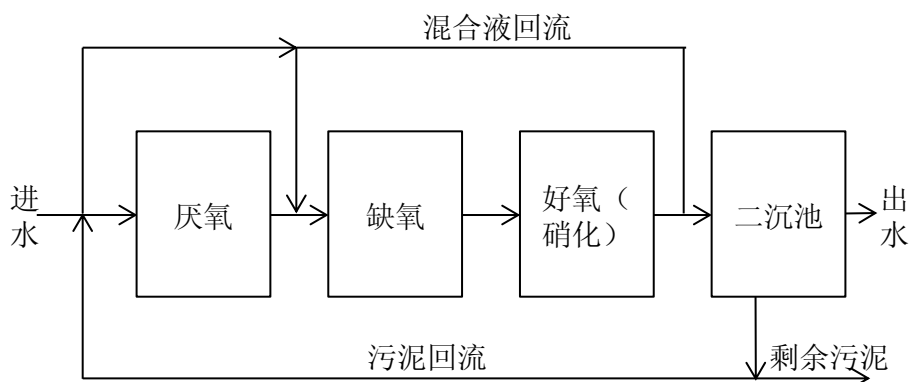 混合液回流
进
水
厌氧
缺氧
好氧（
硝化）
二沉池
出
水
污泥回流
剩余污泥